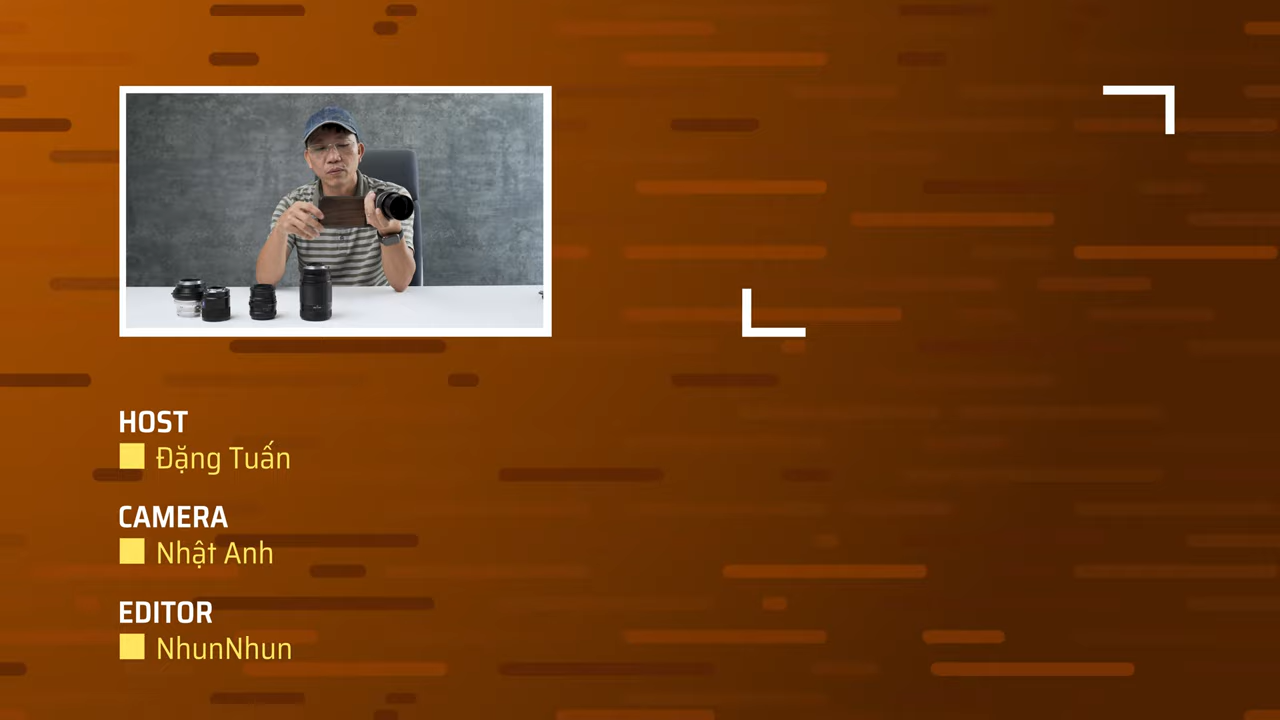 HOST
Đặng Tuấn
CAMERA
Nhật Anh
EDITOR
NhunNhun